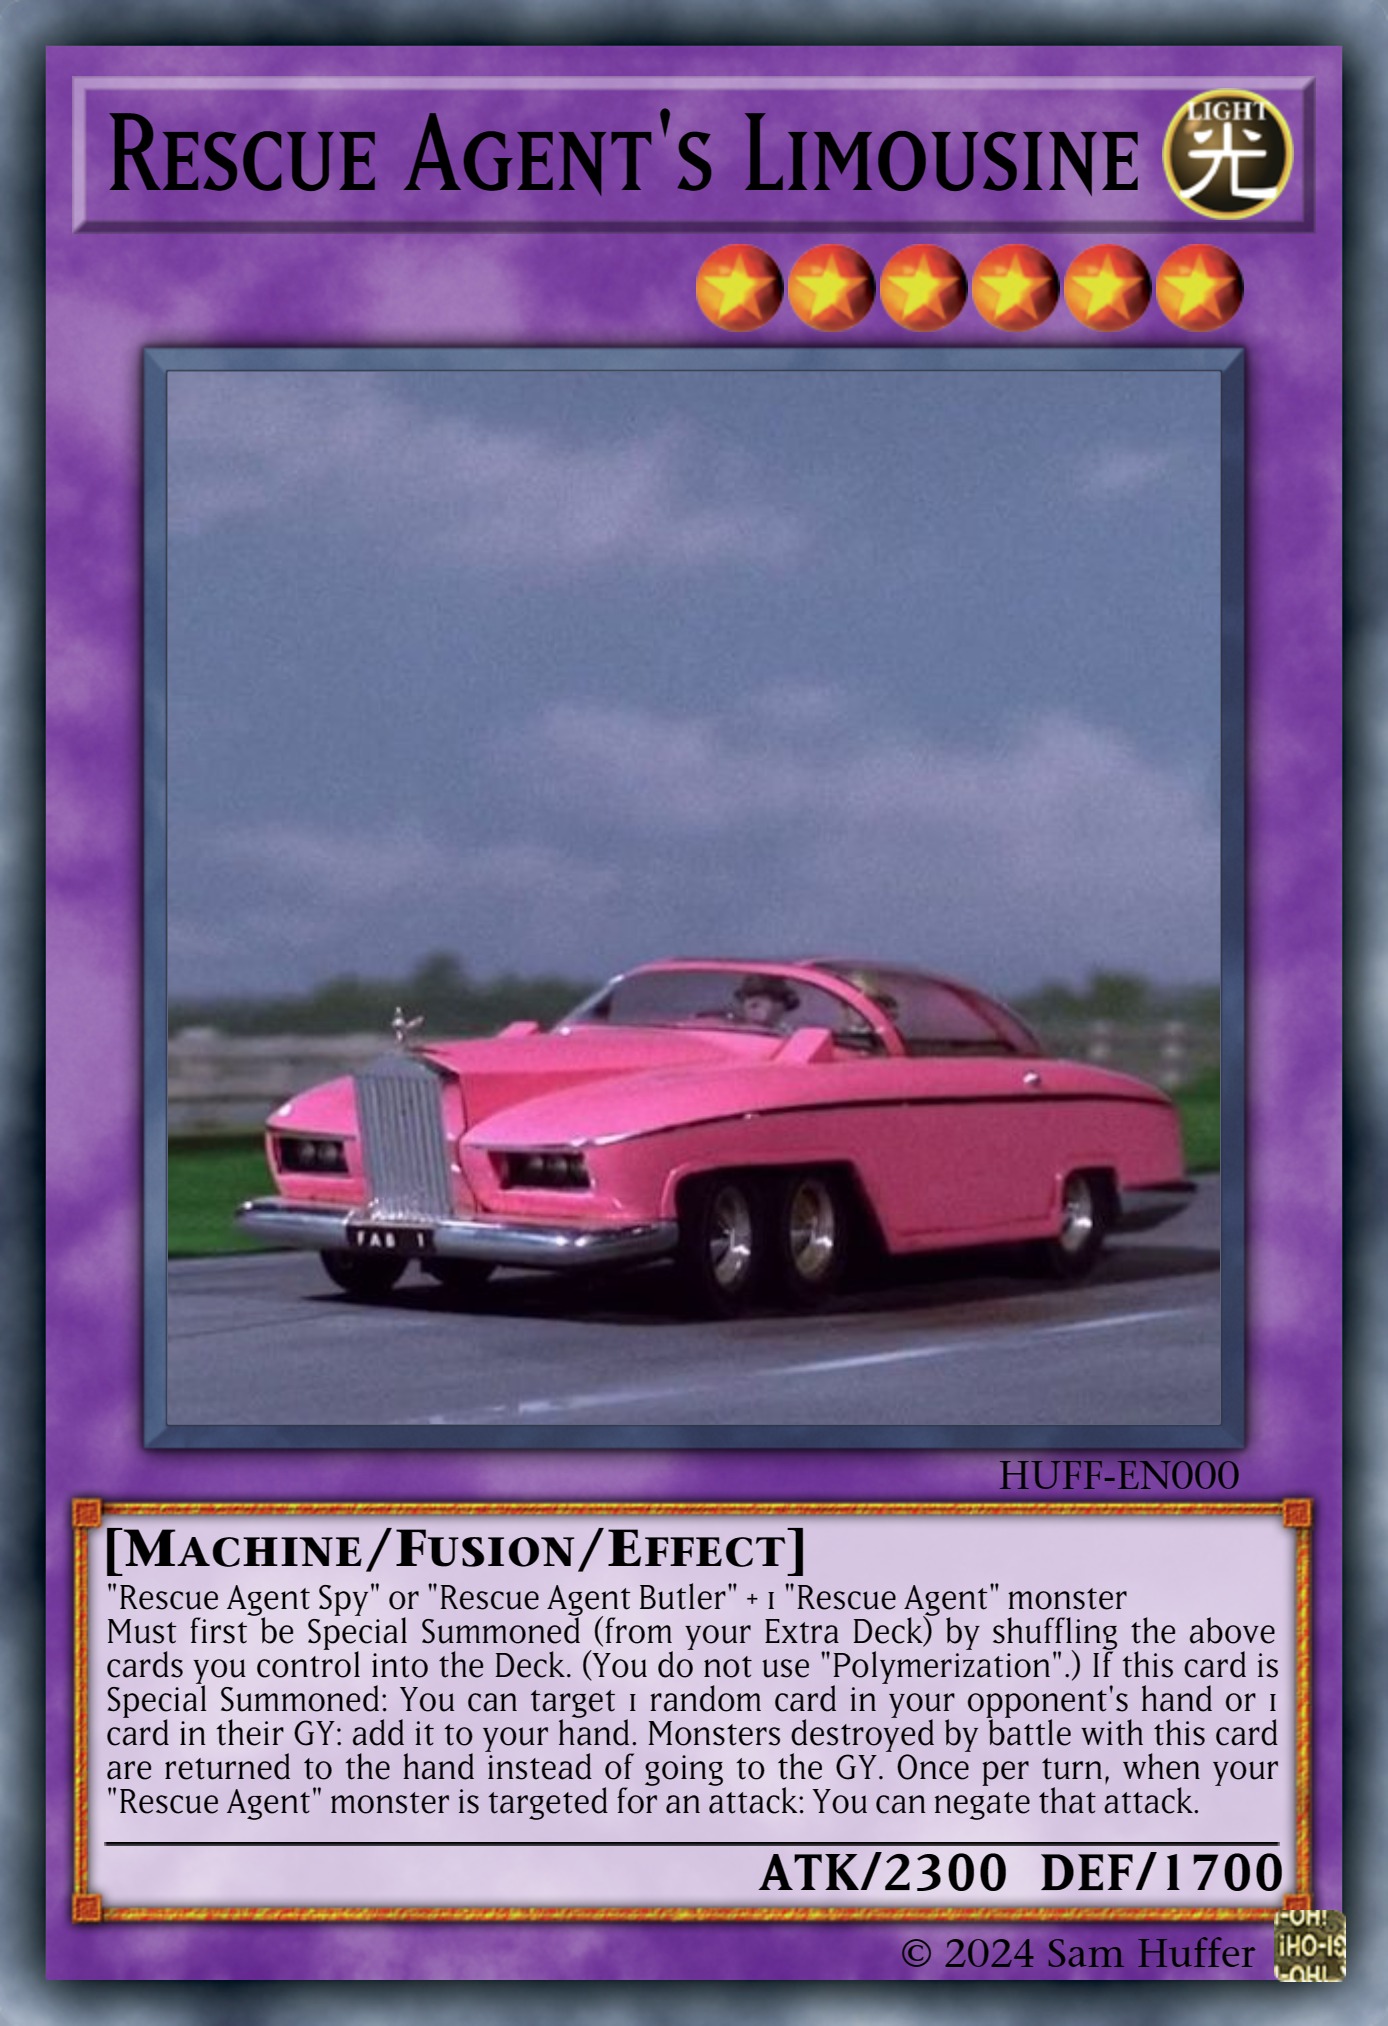 Rescue Agent's Limousine
LIGHT
光
FAB 1
HUFF-EN000
[Machine/Fusion/Effect]
"Rescue Agent Spy" or "Rescue Agent Butler" + 1 "Rescue Agent" monster
Must first be Special Summoned (from your Extra Deck) by shuffling the above
cards you control into the Deck. (You do not use "Polymerization".) If this card is
Special Summoned: You can target 1 random card in your opponent's hand or 1
card in their GY: add it to your hand. Monsters destroyed by battle with this card
are returned to the hand instead of going to the GY. Once per turn, when your
"Rescue Agent" monster is targeted for an attack: You can negate that attack.
ATK/2300 DEF/1700
© 2024 Sam Huffer